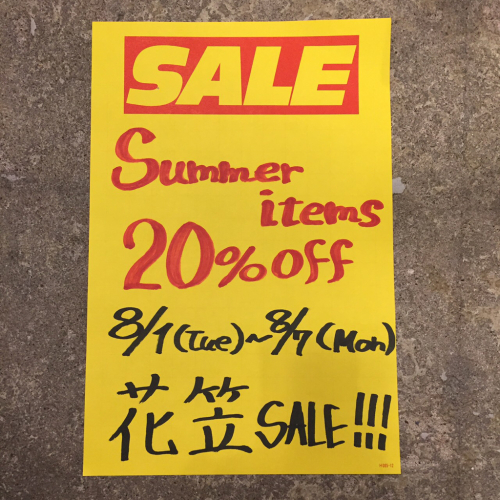 SALE
Summer
items
20%off
8/1(Tue)~8/7(Mon)
花笠SALE!!!